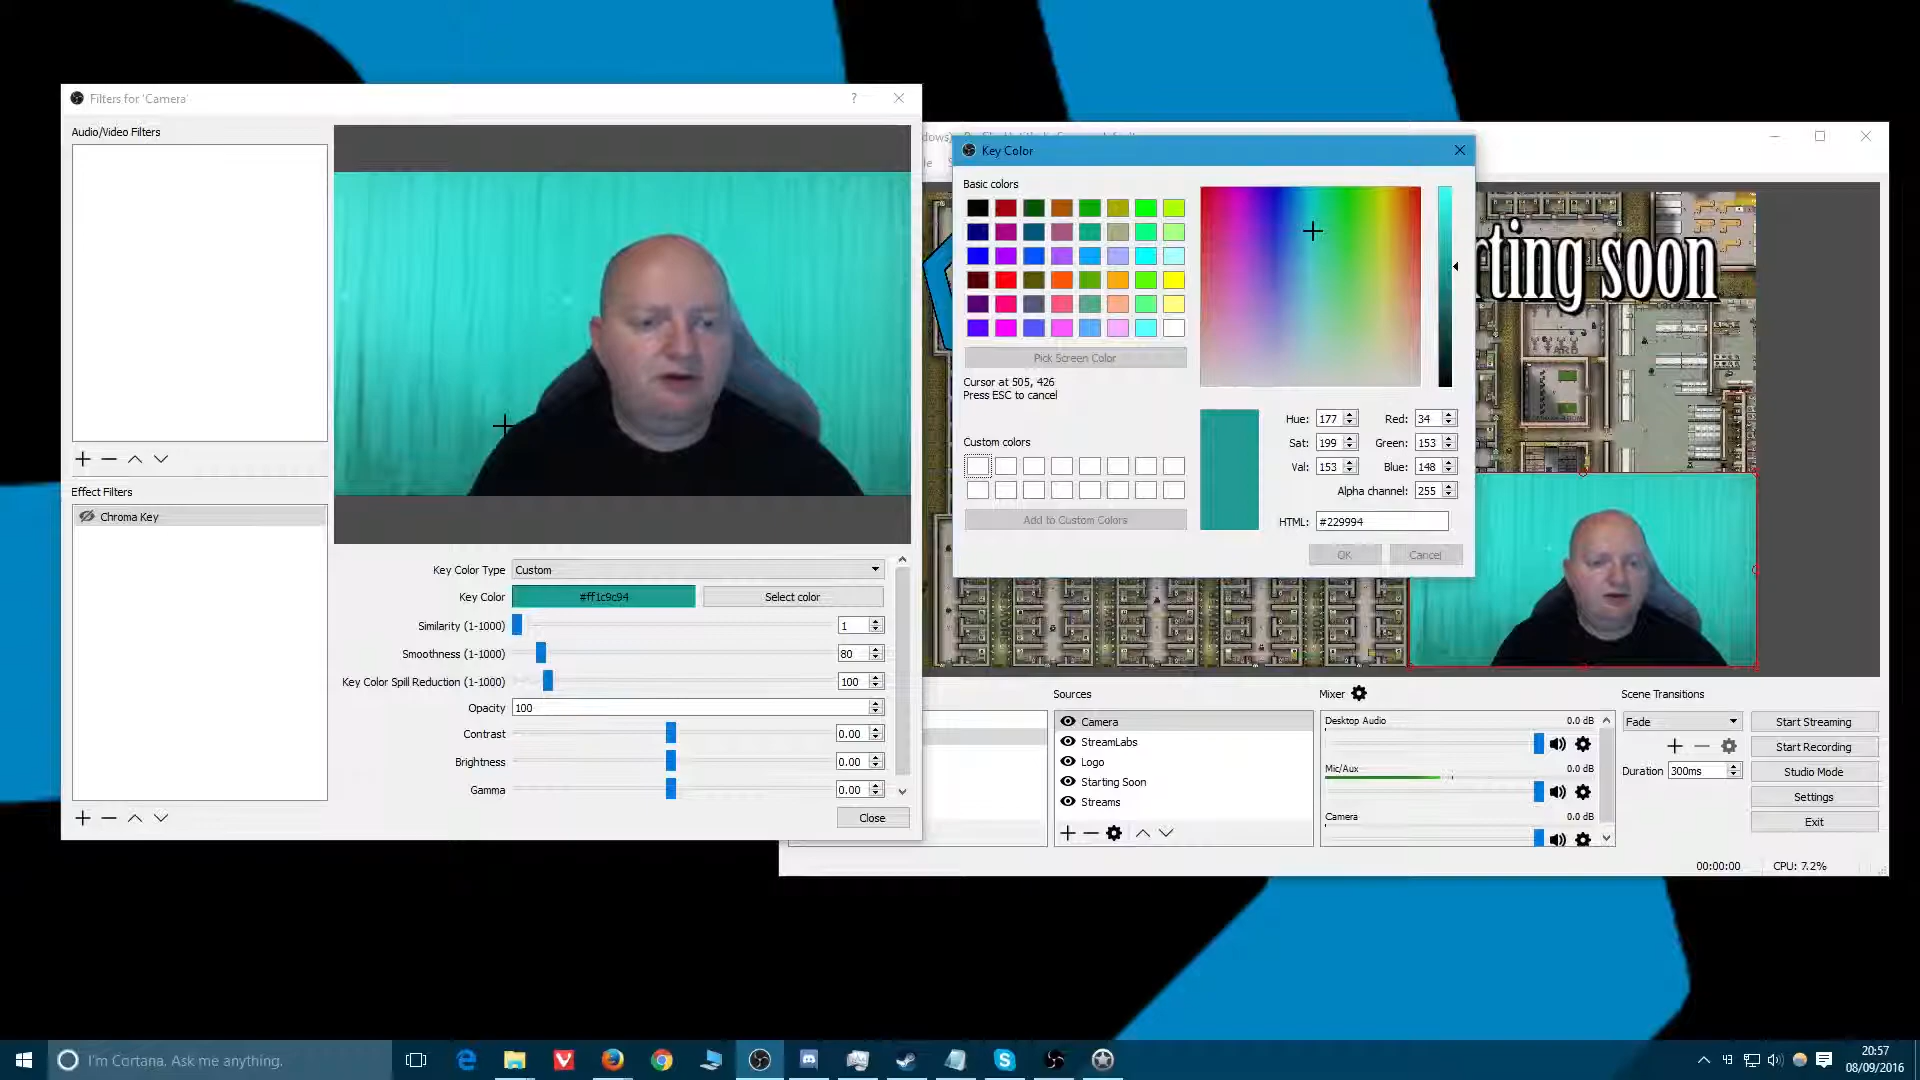 Filters for 'Camera'
?
Audio/Video Filters
Effect Filters
Chroma Key
Key Color Type
Custom
Key Color
#ff1c9c94
Select color
Similarity (1-1000)
1
Smoothness (1-1000)
80
Key Color Spill Reduction (1-1000)
100
Opacity
100
Contrast
0.00
Brightness
0.00
Gamma
0.00
Close
Key Color
Basic colors
Pick Screen Color
Cursor at 505, 426
Press ESC to cancel
Custom colors
Add to Custom Colors
Hue: 177
Red: 34
Sat: 199
Green: 153
Val: 153
Blue: 148
Alpha channel: 255
HTML: #229994
OK
Cancel
rting soon
YARD
Sources
Camera
StreamLabs
Logo
Starting Soon
Streams
Mixer
Desktop Audio
0.0 dB
Mic/Aux
0.0 dB
Camera
0.0 dB
Scene Transitions
Fade
Duration
300ms
Start Streaming
Start Recording
Studio Mode
Settings
Exit
00:00:00
CPU: 7.2%
I'm Cortana. Ask me anything.
43
20:57
08/09/2016